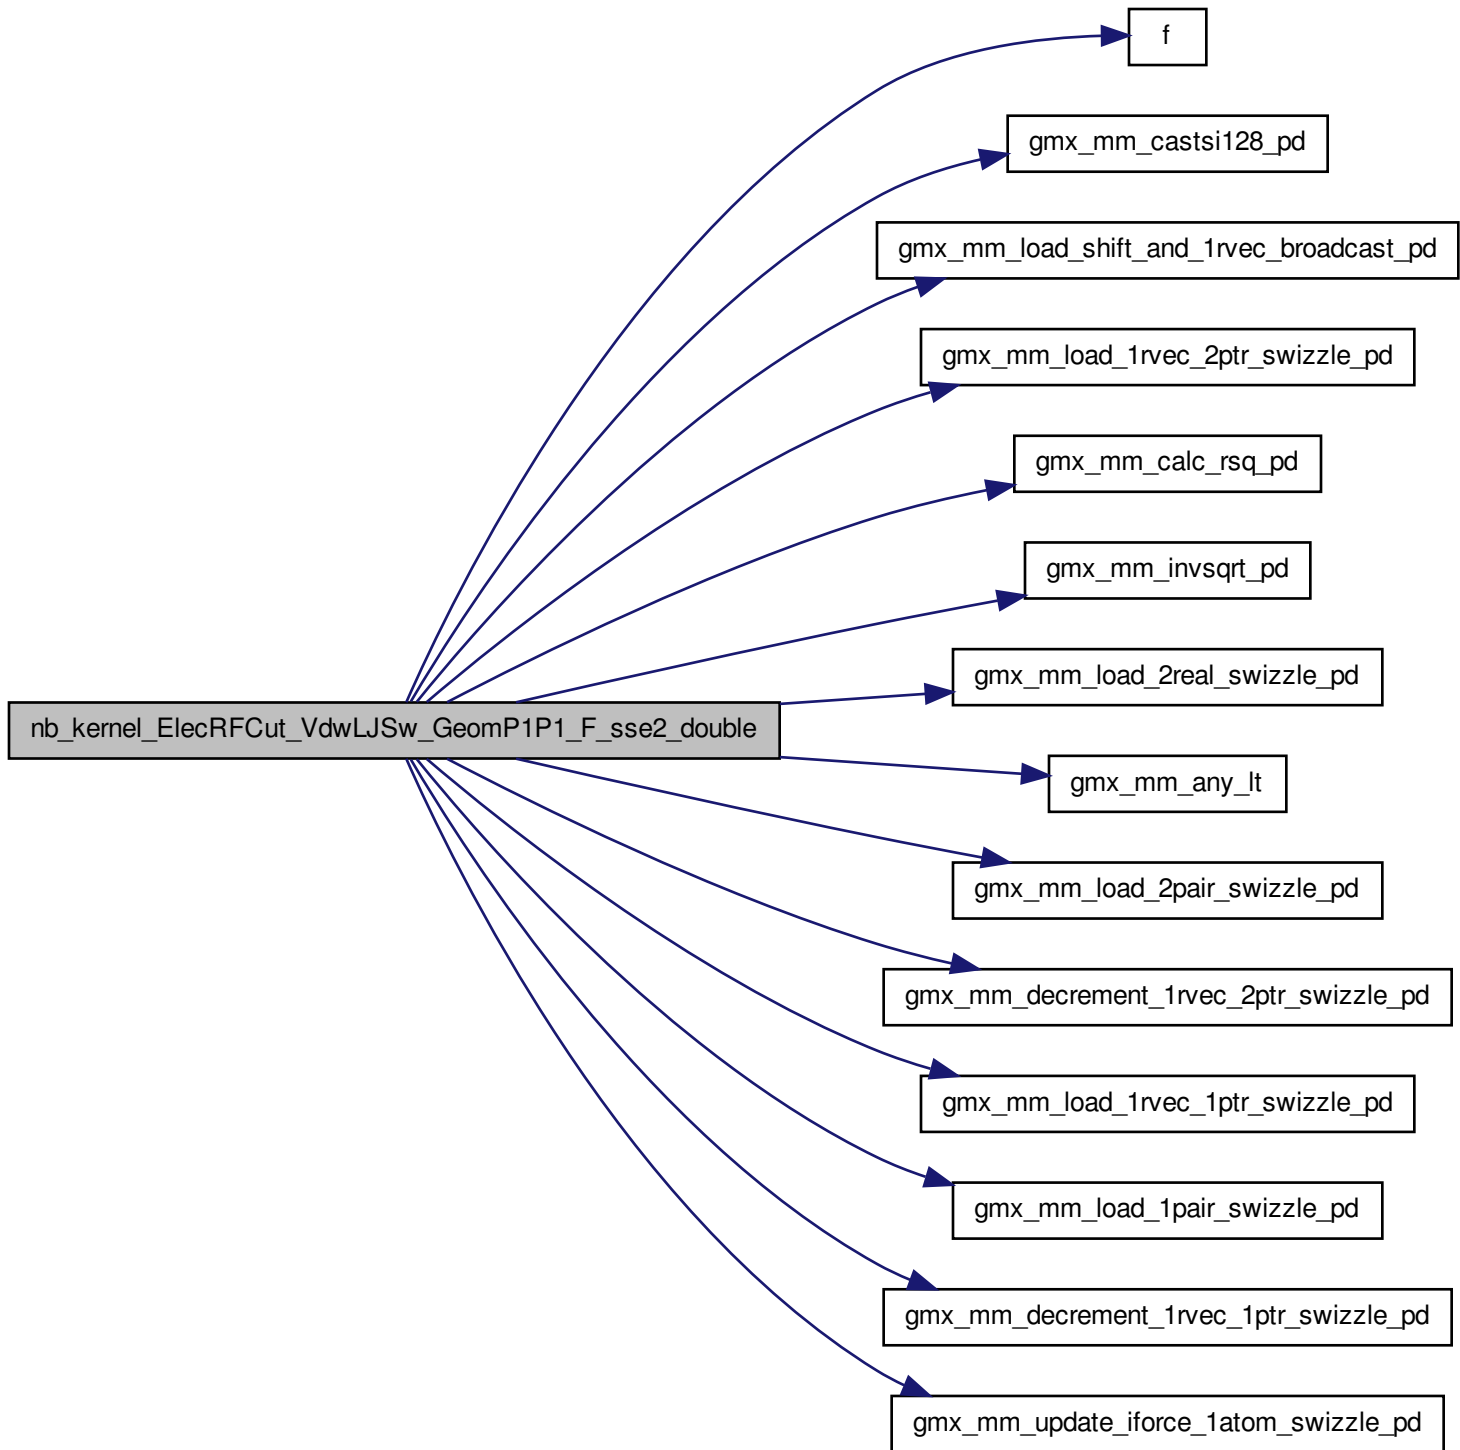 f
gmx_mm_castsi128_pd
gmx_mm_load_shift_and_1rvec_broadcast_pd
gmx_mm_load_1rvec_2ptr_swizzle_pd
gmx_mm_calc_rsq_pd
gmx_mm_invsqrt_pd
gmx_mm_load_2real_swizzle_pd
nb_kernel_ElecRFCut_VdwLJSw_GeomP1P1_F_sse2_double
gmx_mm_any_lt
gmx_mm_load_2pair_swizzle_pd
gmx_mm_decrement_1rvec_2ptr_swizzle_pd
gmx_mm_load_1rvec_1ptr_swizzle_pd
gmx_mm_load_1pair_swizzle_pd
gmx_mm_decrement_1rvec_1ptr_swizzle_pd
gmx_mm_update_iforce_1atom_swizzle_pd